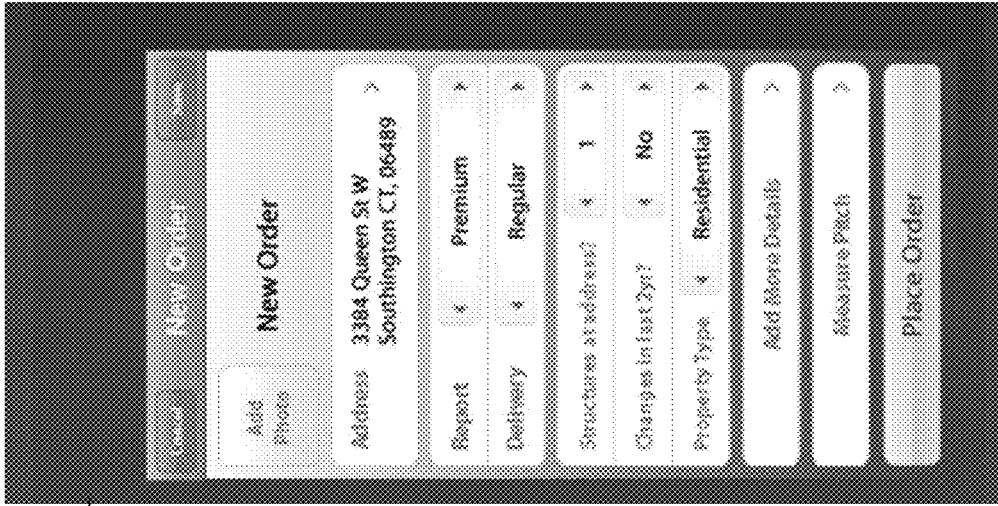 New Order
Add
Photo
New Order
Address
3384 Queen St W
Southington CT, 06489
Report
Premium
Delivery
Regular
Structures at address?
1
Changes in last 2yr?
No
Property Type
Residential
Add More Details
Measure Pitch
Place Order